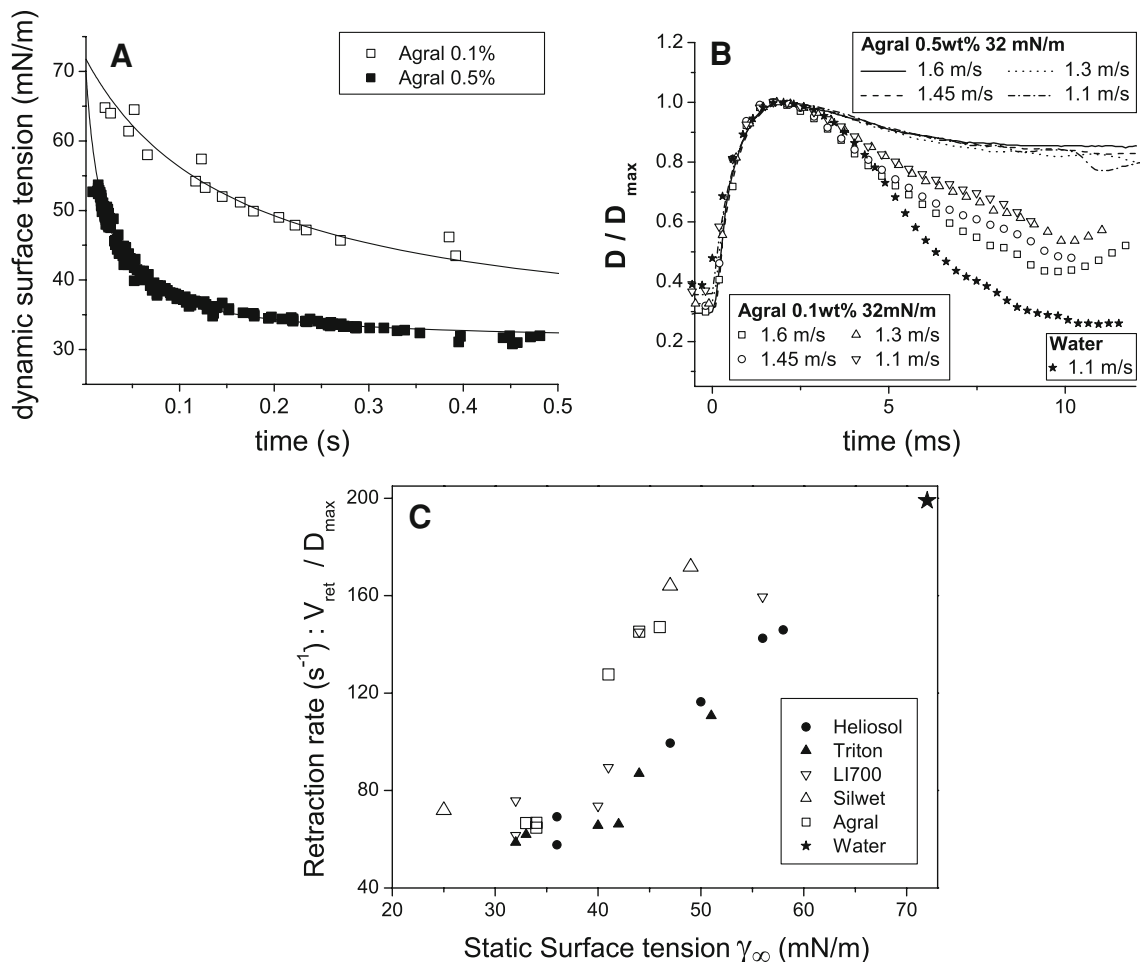 A
Agral 0.1%
Agral 0.5%
dynamic surface tension (mN/m)
70
50
30
0.1
0.2
0.3
0.4
0.5
time (s)
B
Agral 0.5wt% 32 mN/m
1.6 m/s
1.3 m/s
1.45 m/s
1.1 m/s
D / D max
1.2
1.0
0.8
0.6
0.4
0.2
Agral 0.1wt% 32mN/m
1.6 m/s
1.3 m/s
1.45 m/s
1.1 m/s
Water
1.1 m/s
0
5
10
time (ms)
C
Retraction rate (s-1) : V ret / D max
200
160
120
80
40
Heliosol
Triton
LI700
Silwet
Agral
Water
20
30
40
50
60
70
Static Surface tension γ∞ (mN/m)